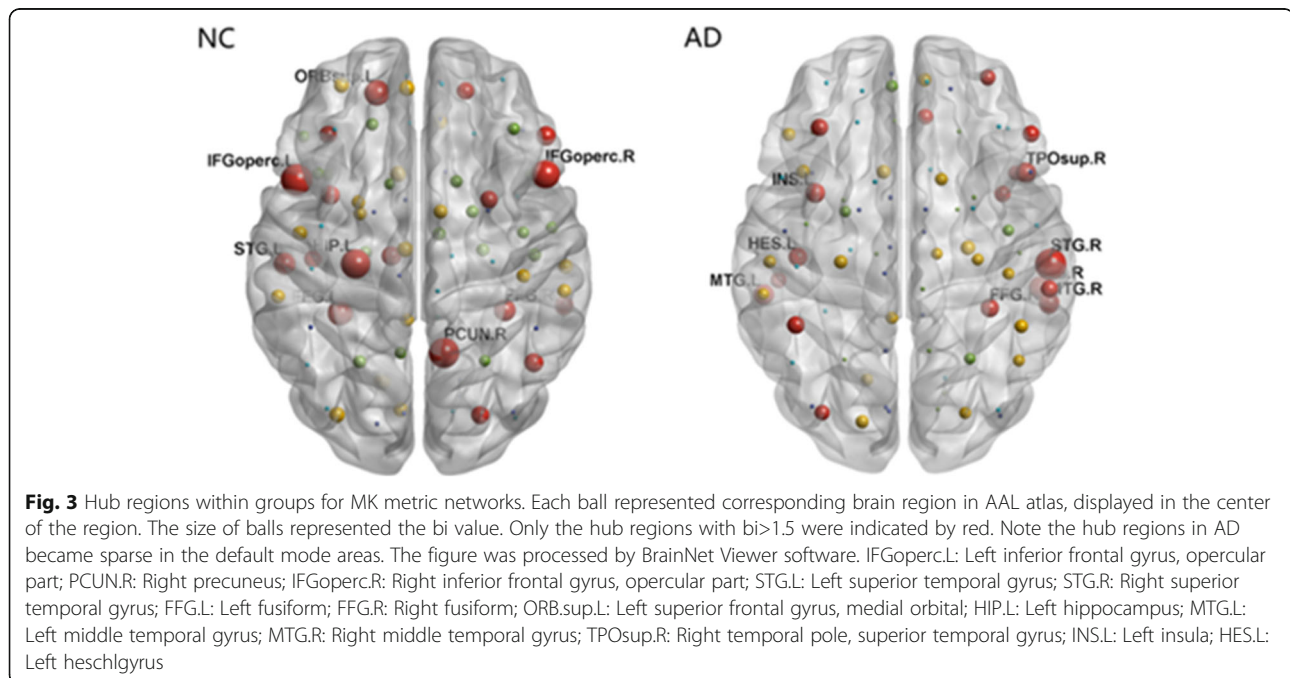 NC
AD
ORBsup.L
IFGoperc.L
IFGoperc.R
STG.L
PCUN.R
TPOsup.R
INS.L
HES.L
STG.R
MTG.L
Fig. 3 Hub regions within groups for MK metric networks. Each ball represented corresponding brain region in AAL atlas, displayed in the center
of the region. The size of balls represented the bi value. Only the hub regions with bi>1.5 were indicated by red. Note the hub regions in AD
became sparse in the default mode areas. The figure was processed by BrainNet Viewer software. IFGoperc.L: Left inferior frontal gyrus, opercular
part; PCUN.R: Right precuneus; IFGoperc.R: Right inferior frontal gyrus, opercular part; STG.L: Left superior temporal gyrus; STG.R: Right superior
temporal gyrus; FFG.L: Left fusiform; FFG.R: Right fusiform; ORB.sup.L: Left superior frontal gyrus, medial orbital; HIP.L: Left hippocampus; MTG.L:
Left middle temporal gyrus; MTG.R: Right middle temporal gyrus; TPOsup.R: Right temporal pole, superior temporal gyrus; INS.L: Left insula; HES.L:
Left heschlgyrus